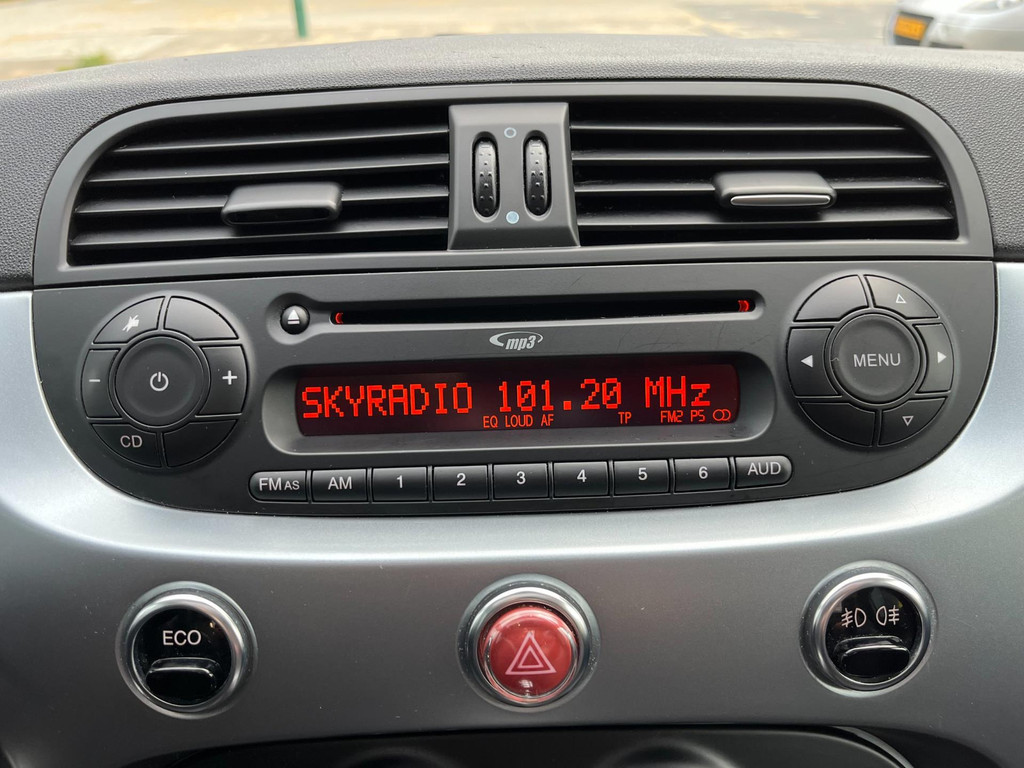 mp3
SKYRADIO 101.20 MHz
EQ LOUD AF TP FM2 P5
MENU
CD
FM AS AM 1 2 3 4 5 6 AUD
ECO